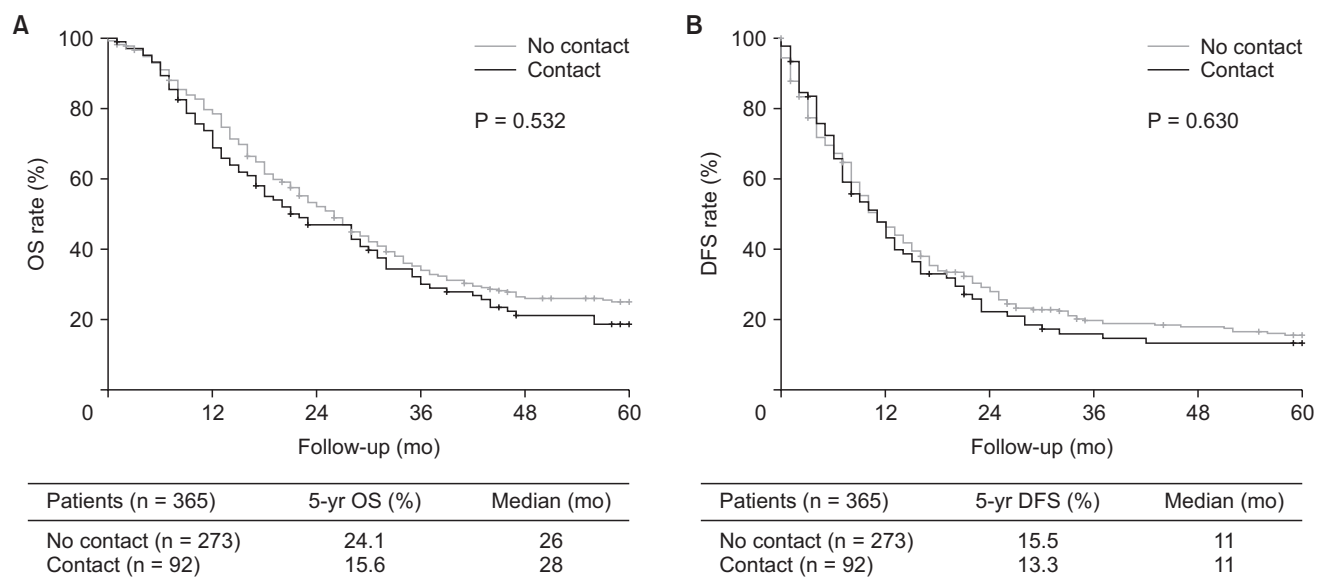 A
100
80
60
40
20
0
12
24
36
48
60
OS rate (%)
Follow-up (mo)
No contact
Contact
P = 0.532
Patients (n = 365) 5-yr OS (%) Median (mo)
No contact (n = 273) 24.1 26
Contact (n = 92) 15.6 28
B
100
80
60
40
20
0
12
24
36
48
60
DFS rate (%)
Follow-up (mo)
No contact
Contact
P = 0.630
Patients (n = 365) 5-yr DFS (%) Median (mo)
No contact (n = 273) 15.5 11
Contact (n = 92) 13.3 11